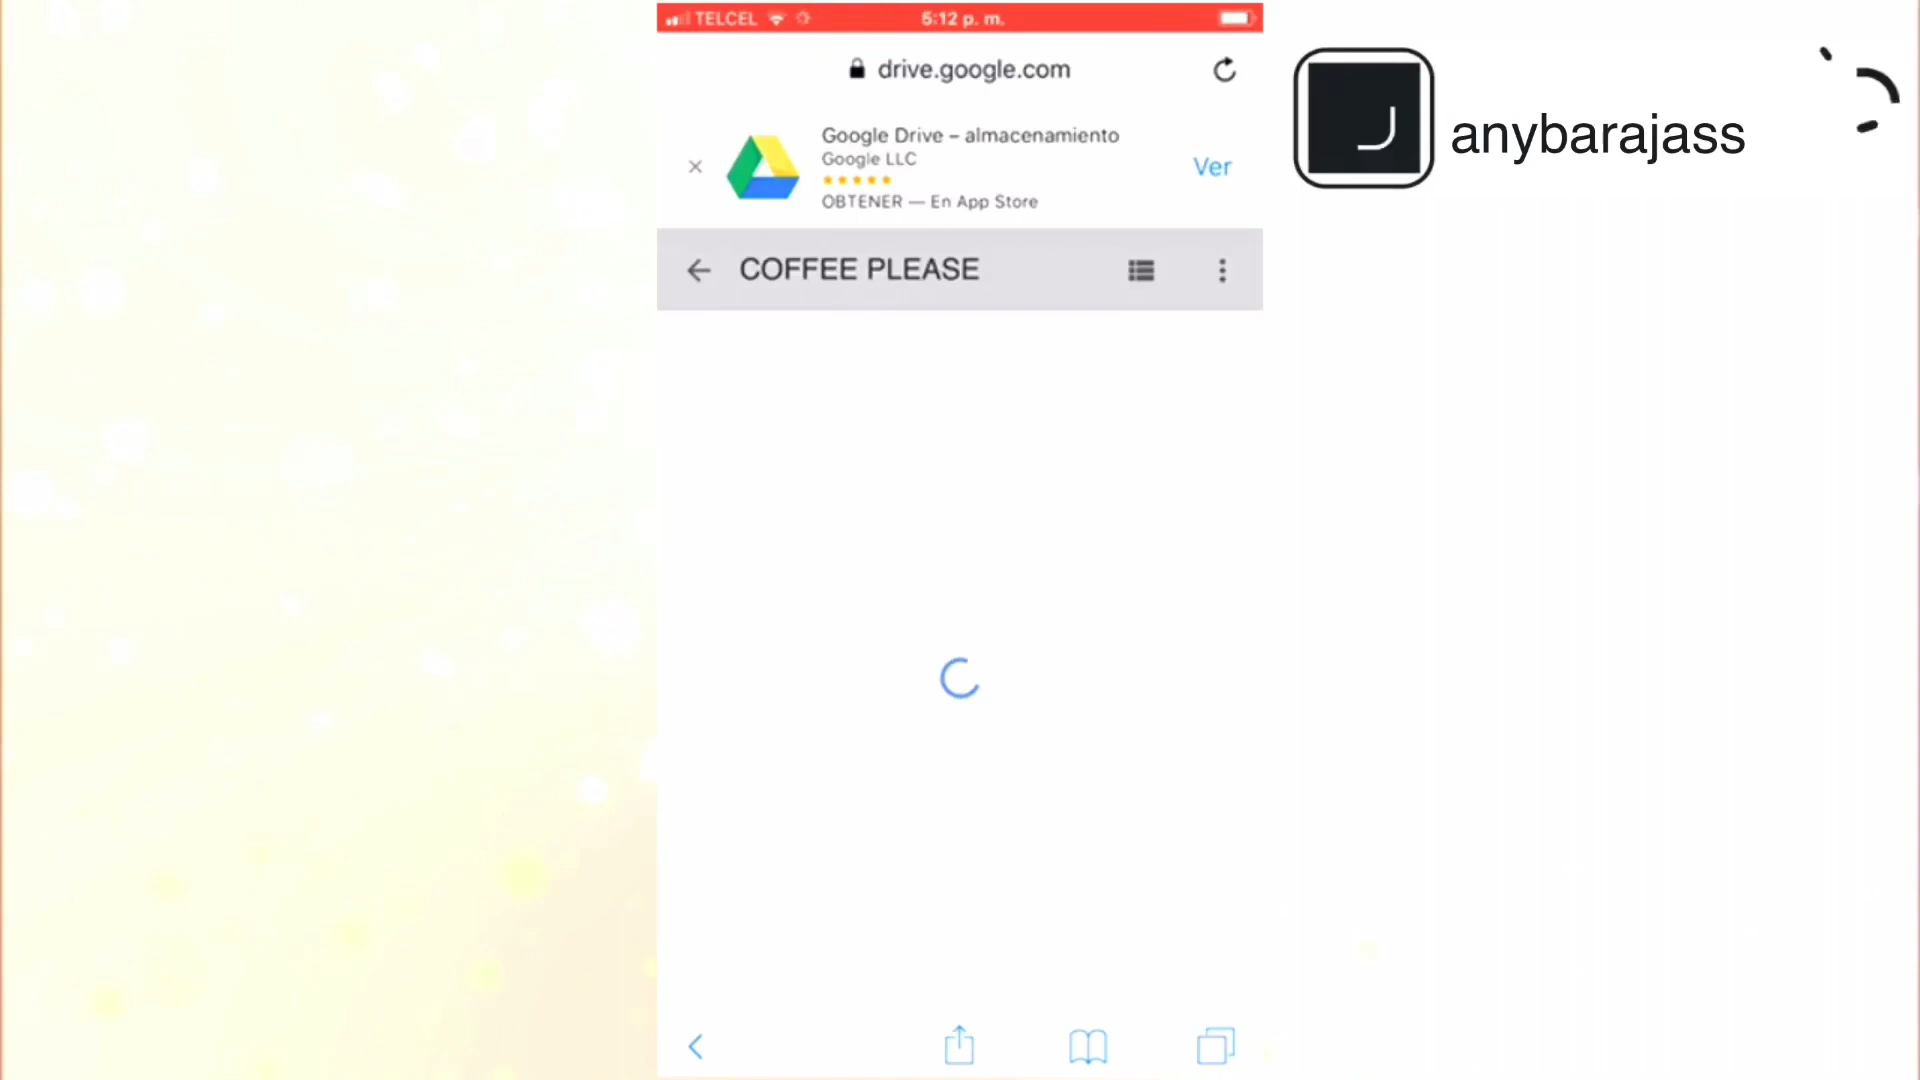 TELCEL 5:12 p. m.
drive.google.com
Google Drive – almacenamiento
Google LLC
OBTENER — En App Store
Ver
COFFEE PLEASE
anybarajass